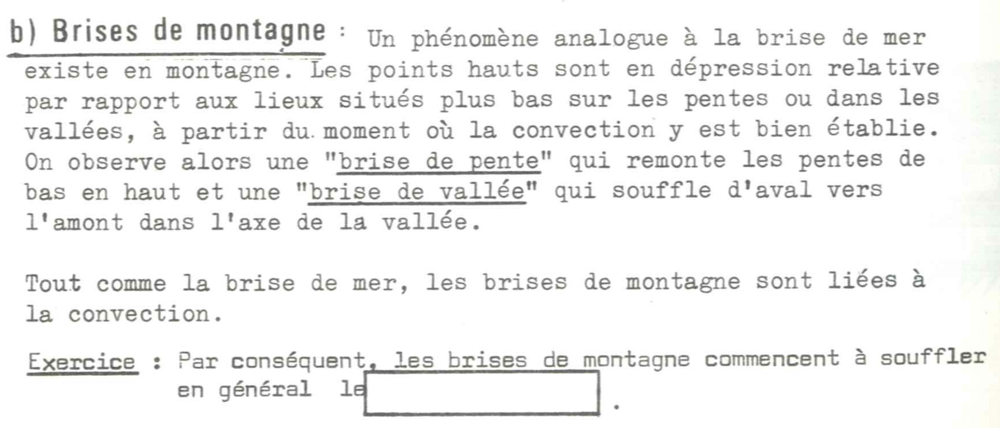 b) Brises de montagne : Un phénomène analogue à la brise de mer
existe en montagne. Les points hauts sont en dépression relative
par rapport aux lieux situés plus bas sur les pentes ou dans les
vallées, à partir du moment où la convection y est bien établie.
On observe alors une "brise de pente" qui remonte les pentes de
bas en haut et une "brise de vallée" qui souffle d'aval vers
l'amont dans l'axe de la vallée.
Tout comme la brise de mer, les brises de montagne sont liées à
la convection.
Exercice : Par conséquent, les brises de montagne commencent à souffler
en général le .